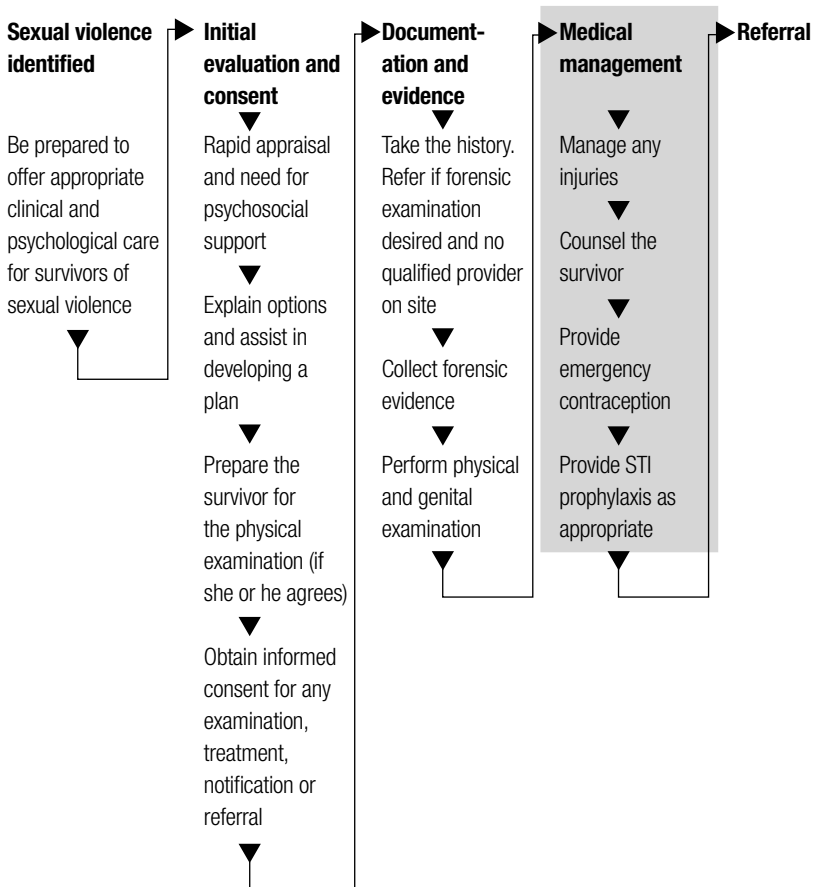 Sexual violence
identified
Be prepared to
offer appropriate
clinical and
psychological care
for survivors of
sexual violence
Initial
evaluation and
consent
Rapid appraisal
and need for
psychosocial
support
Explain options
and assist in
developing a
plan
Prepare the
survivor for
the physical
examination (if
she or he agrees)
Obtain informed
consent for any
examination,
treatment,
notification or
referral
Document-
ation and
evidence
Take the history.
Refer if forensic
examination
desired and no
qualified provider
on site
Collect forensic
evidence
Perform physical
and genital
examination
Medical
management
Manage any
injuries
Counsel the
survivor
Provide
emergency
contraception
Provide STI
prophylaxis as
appropriate
Referral